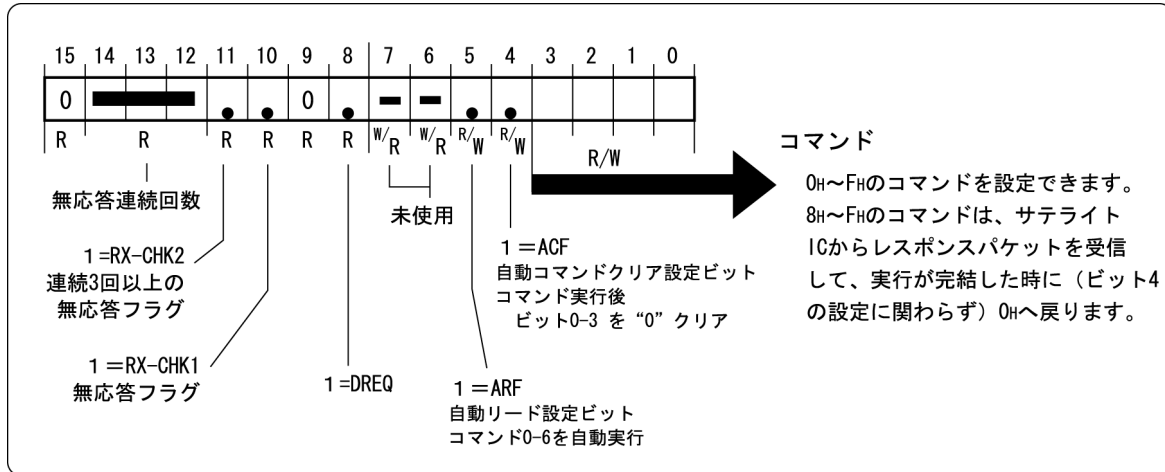 15 14 13 12 11 10 9 8 7 6 5 4 3 2 1 0
0 0
R R R R R W/R W/R R/W R/W R/W
無応答連続回数
1=RX-CHK2
連続3回以上の
無応答フラグ
1=RX-CHK1
無応答フラグ
1=DREQ
未使用
1=ARF
自動リード設定ビット
コマンド0-6を自動実行
1=ACF
自動コマンドクリア設定ビット
コマンド実行後
ビット0-3 を“0”クリア
コマンド
0H～FHのコマンドを設定できます。
8H～FHのコマンドは、サテライト
ICからレスポンスパケットを受信
して、実行が完結した時に（ビット4
の設定に関わらず）0Hへ戻ります。